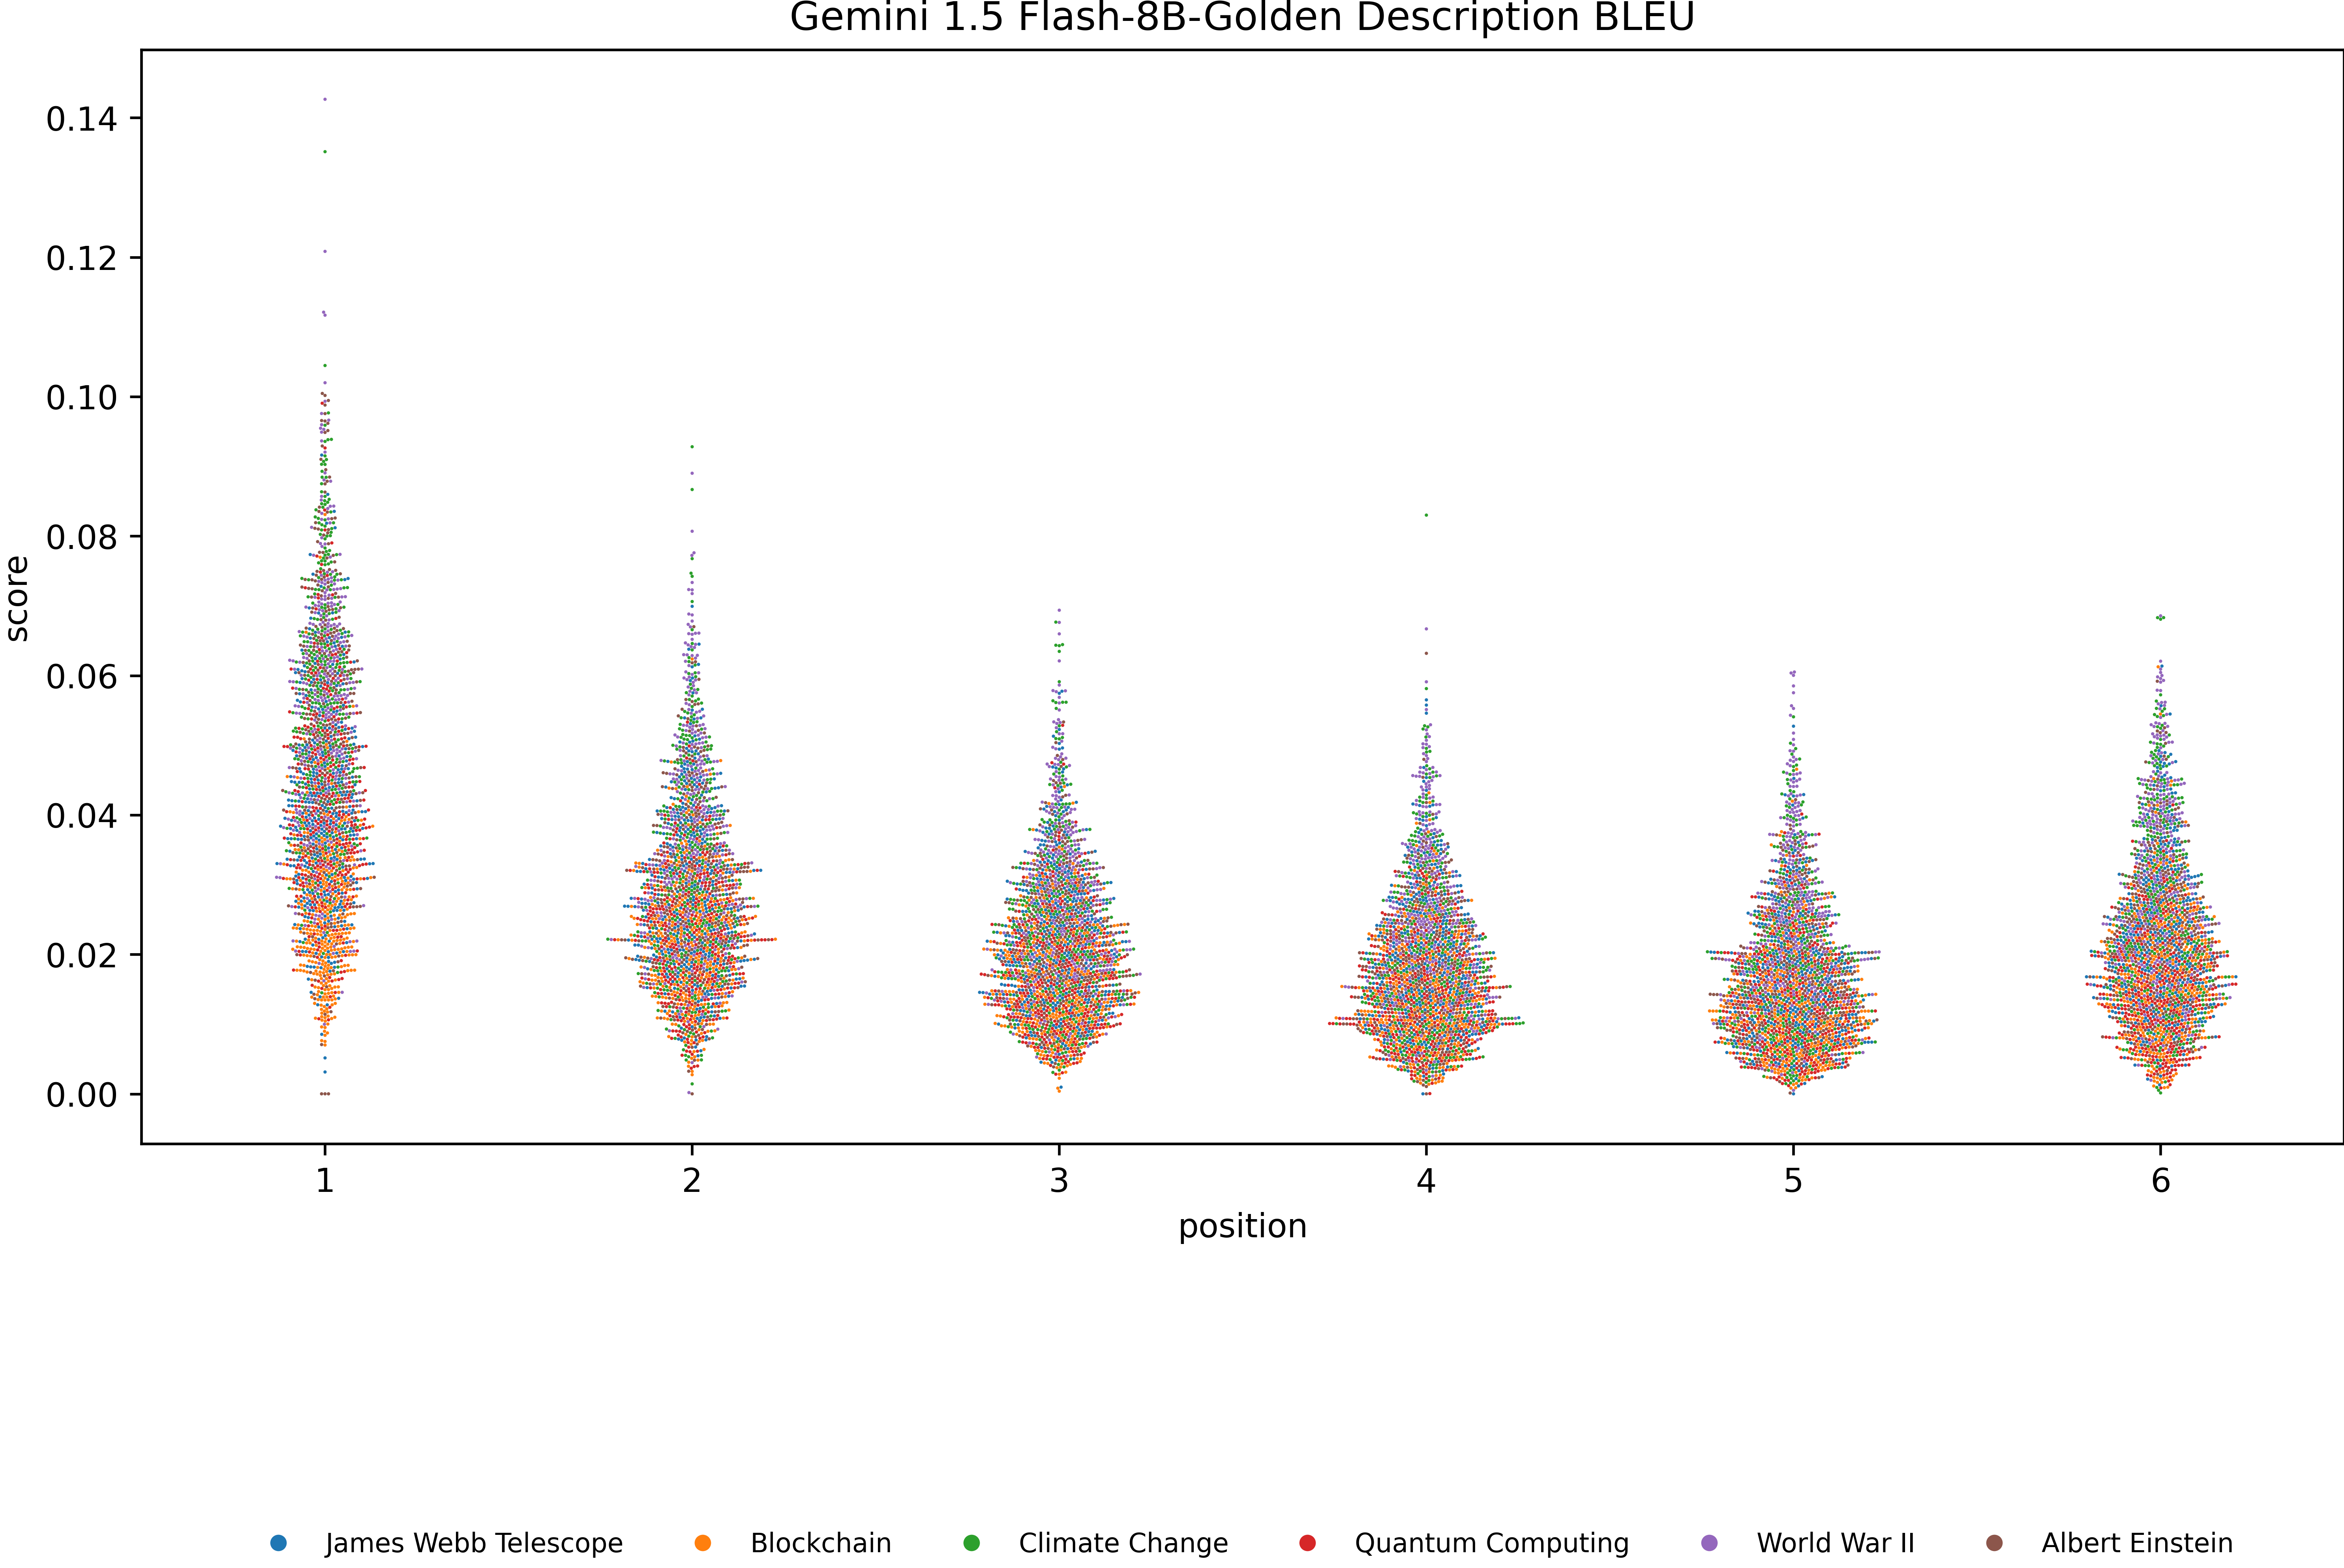 Gemini 1.5 Flash-8B-Golden Description BLEU
0.14
0.12
0.10
0.08
0.06
0.04
0.02
0.00
score
1 2 3 4 5 6
position
James Webb Telescope Blockchain Climate Change Quantum Computing World War II Albert Einstein